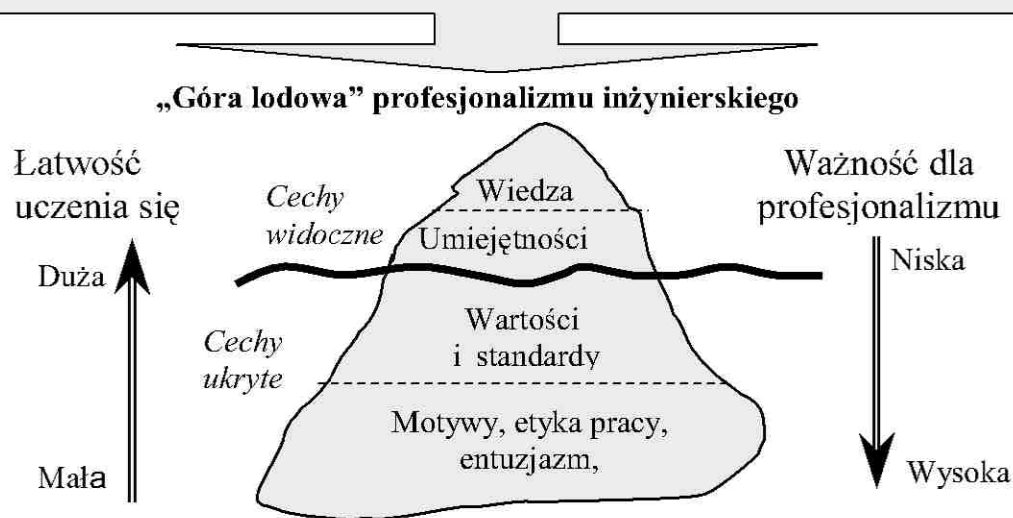 „Góra lodowa” profesjonalizmu inżynierskiego
Łatwość
uczenia się
Duża
Mała
Cechy
widoczne
Cechy
ukryte
Wiedza
Umiejętności
Wartości
i standardy
Motywy, etyka pracy,
entuzjazm,
Ważność dla
profesjonalizmu
Niska
Wysoka